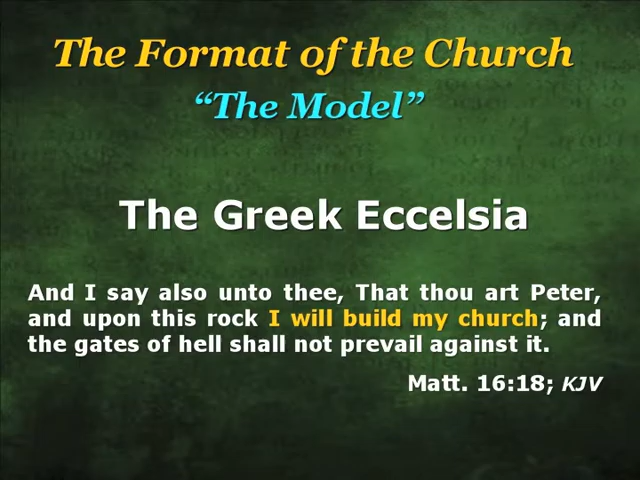 The Format of the Church
“The Model”
The Greek Eccelsia
And I say also unto thee, That thou art Peter,
and upon this rock I will build my church; and
the gates of hell shall not prevail against it.
Matt. 16:18; KJV